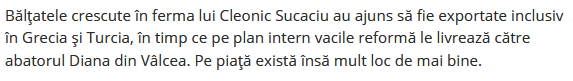 Bălțatele crescute în ferma lui Cleonic Sucaciu au ajuns să fie exportate inclusiv
în Grecia şi Turcia, în timp ce pe plan intern vacile reformă le livrează către
abatorul Diana din Vâlcea. Pe piaţă există însă mult loc de mai bine.